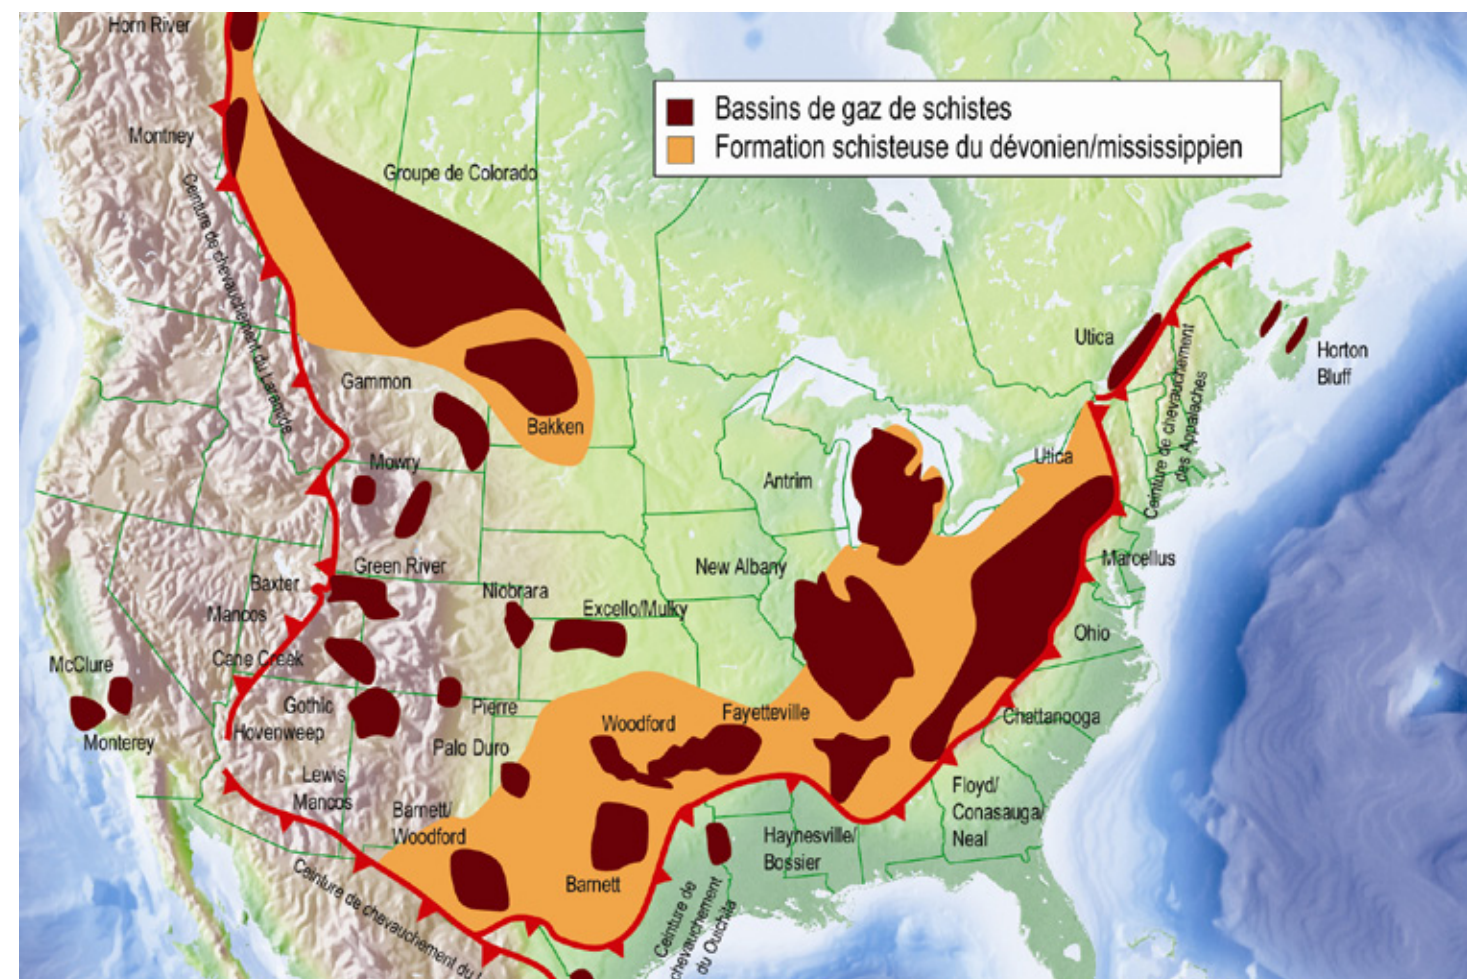 Horn River
Bassins de gaz de schistes
Formation schisteuse du dévonien/mississippien
Montney
Groupe de Colorado
Ceinture de chevauchement du Laramide
Utica
Horton
Bluff
Gammon
Bakken
Ceinture de chevauchement
des Appalaches
Utica
Mowry
Antrim
Marcellus
Green River
New Albany
Baxter
Niobrara
Excello/Mulky
Mancos
Ohio
Cane Creek
McClure
Gothic
Pierre
Fayetteville
Chattanooga
Woodford
Hovenweep
Monterey
Palo Duro
Lewis
Mancos
Floyd/
Conasauga/
Neal
Barnett/
Woodford
Haynesville/
Bossier
Barnett
Ceinture de chevauchement du
Ceinture de
chevauchement
du Ouichita